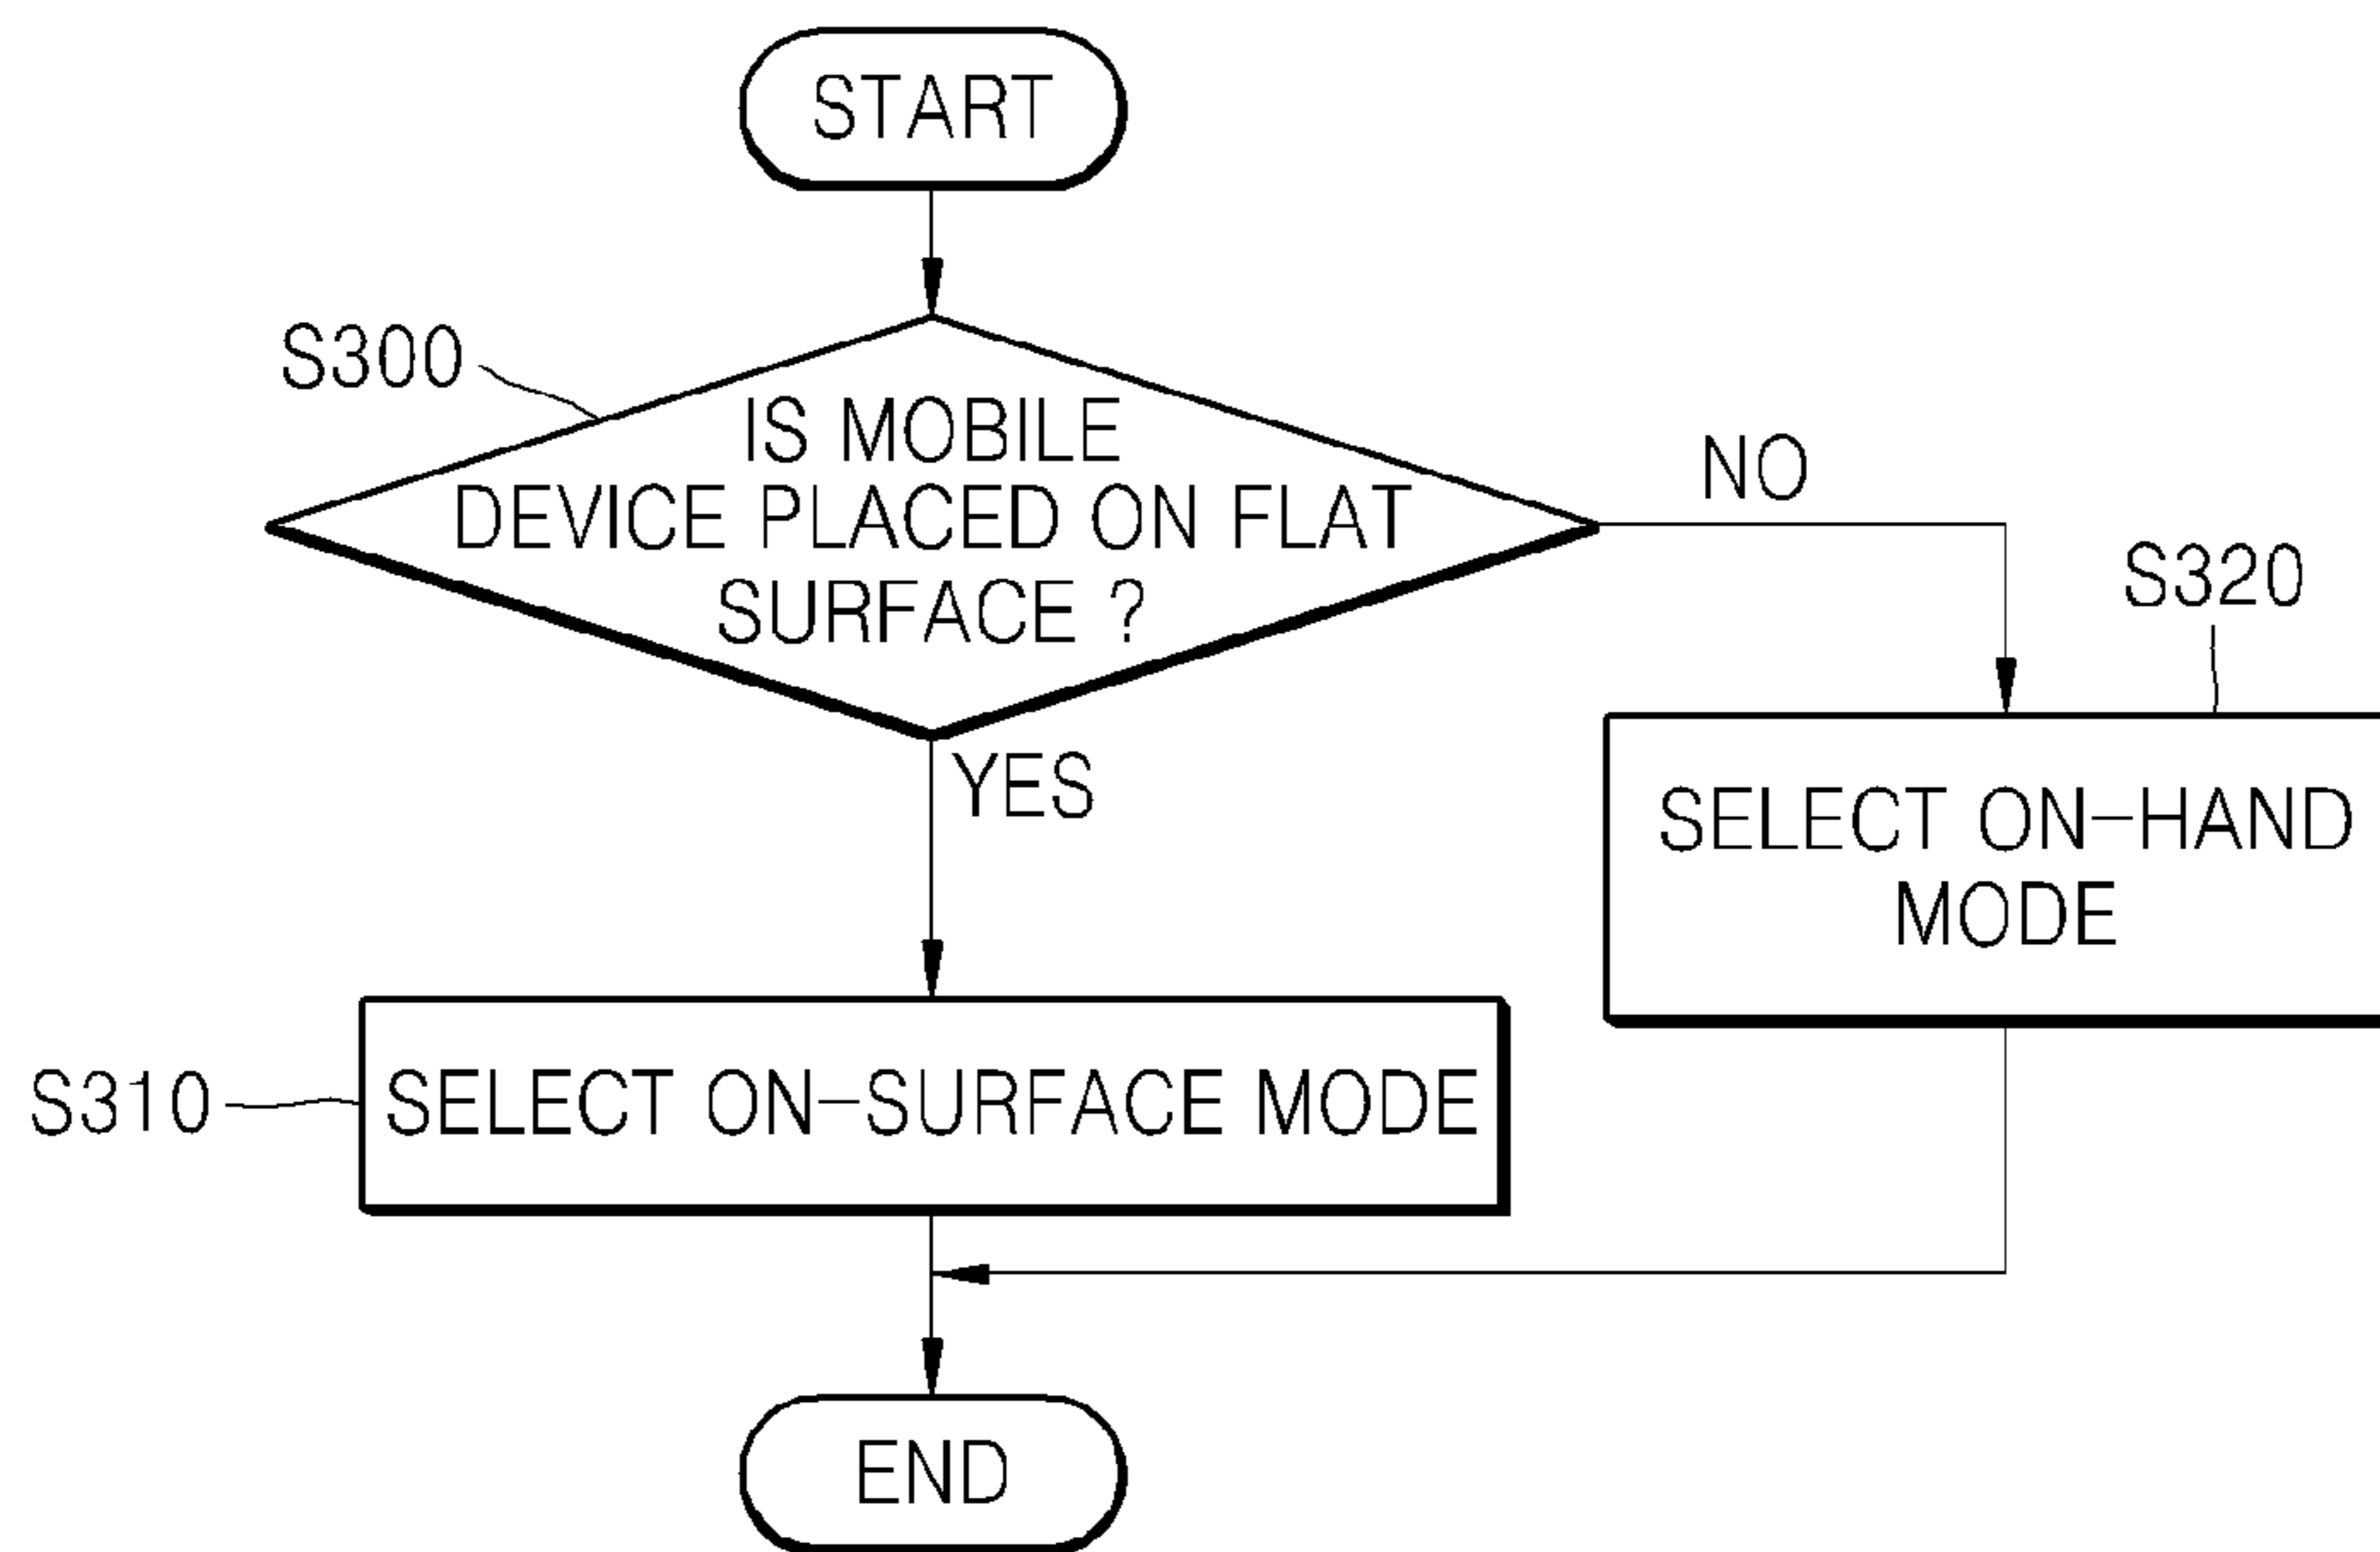 START
S300
IS MOBILE
DEVICE PLACED ON FLAT
SURFACE ?
NO
YES
S320
SELECT ON-HAND
MODE
S310
SELECT ON-SURFACE MODE
END